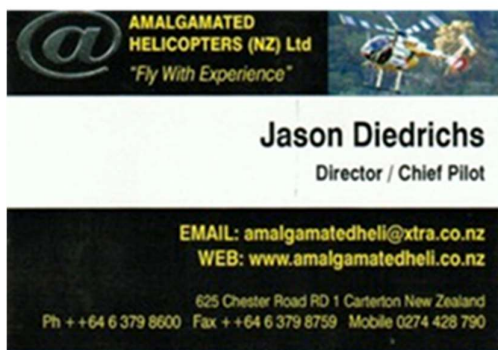 @
AMALGAMATED
HELICOPTERS (NZ) Ltd
"Fly With Experience"
Jason Diedrichs
Director / Chief Pilot
EMAIL: amalgamatedheli@xtra.co.nz
WEB: www.amalgamatedheli.co.nz
625 Chester Road RD 1 Carterton New Zealand
Ph ++64 6 379 8600 Fax ++64 6 379 8759 Mobile 0274 428 790